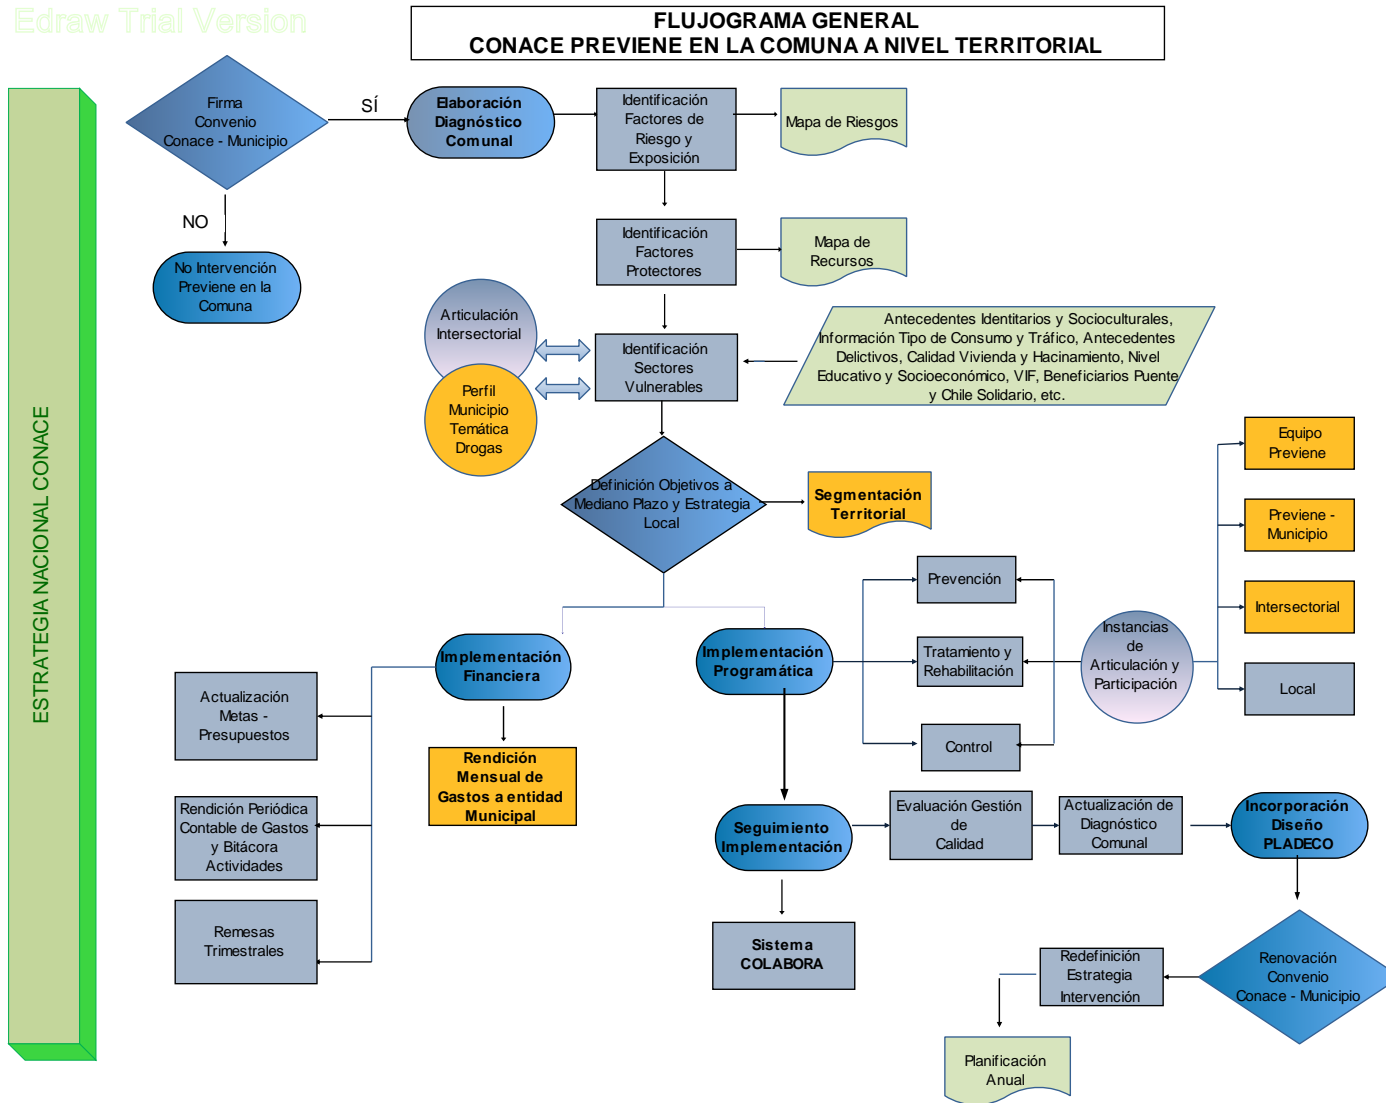 Edraw Trial Version
FLUJOGRAMA GENERAL
CONACE PREVIENE EN LA COMUNA A NIVEL TERRITORIAL
ESTRATEGIA NACIONAL CONACE
Firma
Convenio
Conace - Municipio
SÍ
NO
No Intervención
Previene en la
Comuna
Elaboración
Diagnóstico
Comunal
Identificación
Factores de
Riesgo y
Exposición
Mapa de Riesgos
Identificación
Factores
Protectores
Mapa de
Recursos
Articulación
Intersectorial
Perfil
Municipio
Temática
Drogas
Identificación
Sectores
Vulnerables
Antecedentes Identitarios y Socioculturales,
Información Tipo de Consumo y Tráfico, Antecedentes
Delictivos, Calidad Vivienda y Hacinamiento, Nivel
Educativo y Socioeconómico, VIF, Beneficiarios Puente
y Chile Solidario, etc.
Definición Objetivos a
Mediano Plazo y Estrategia
Local
Segmentación
Territorial
Equipo
Previene
Previene -
Municipio
Intersectorial
Local
Prevención
Tratamiento y
Rehabilitación
Control
Instancias
de
Articulación y
Participación
Implementación
Financiera
Implementación
Programática
Actualización
Metas -
Presupuestos
Rendición Periódica
Contable de Gastos
y Bitácora
Actividades
Remesas
Trimestrales
Rendición
Mensual de
Gastos a entidad
Municipal
Seguimiento
Implementación
Evaluación Gestión
de
Calidad
Actualización de
Diagnóstico
Comunal
Incorporación
Diseño
PLADECO
Sistema
COLABORA
Renovación
Convenio
Conace - Municipio
Redefinición
Estrategia
Intervención
Planificación
Anual